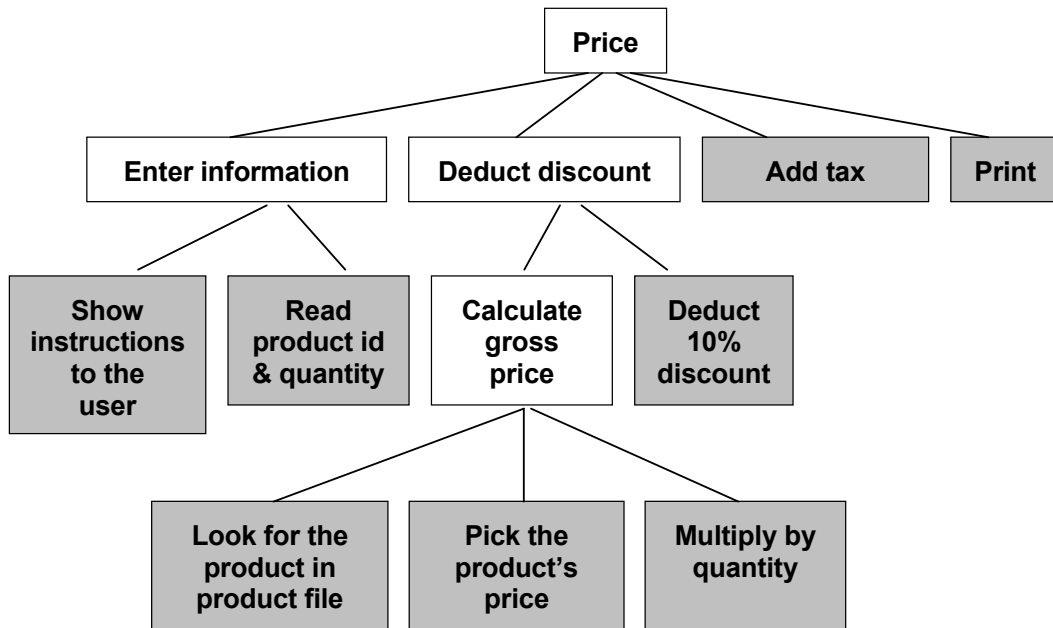 Price
Enter information
Deduct discount
Add tax
Print
Show
instructions
to the
user
Read
product id
& quantity
Calculate
gross
price
Deduct
10%
discount
Look for the
product in
product file
Pick the
product’s
price
Multiply by
quantity